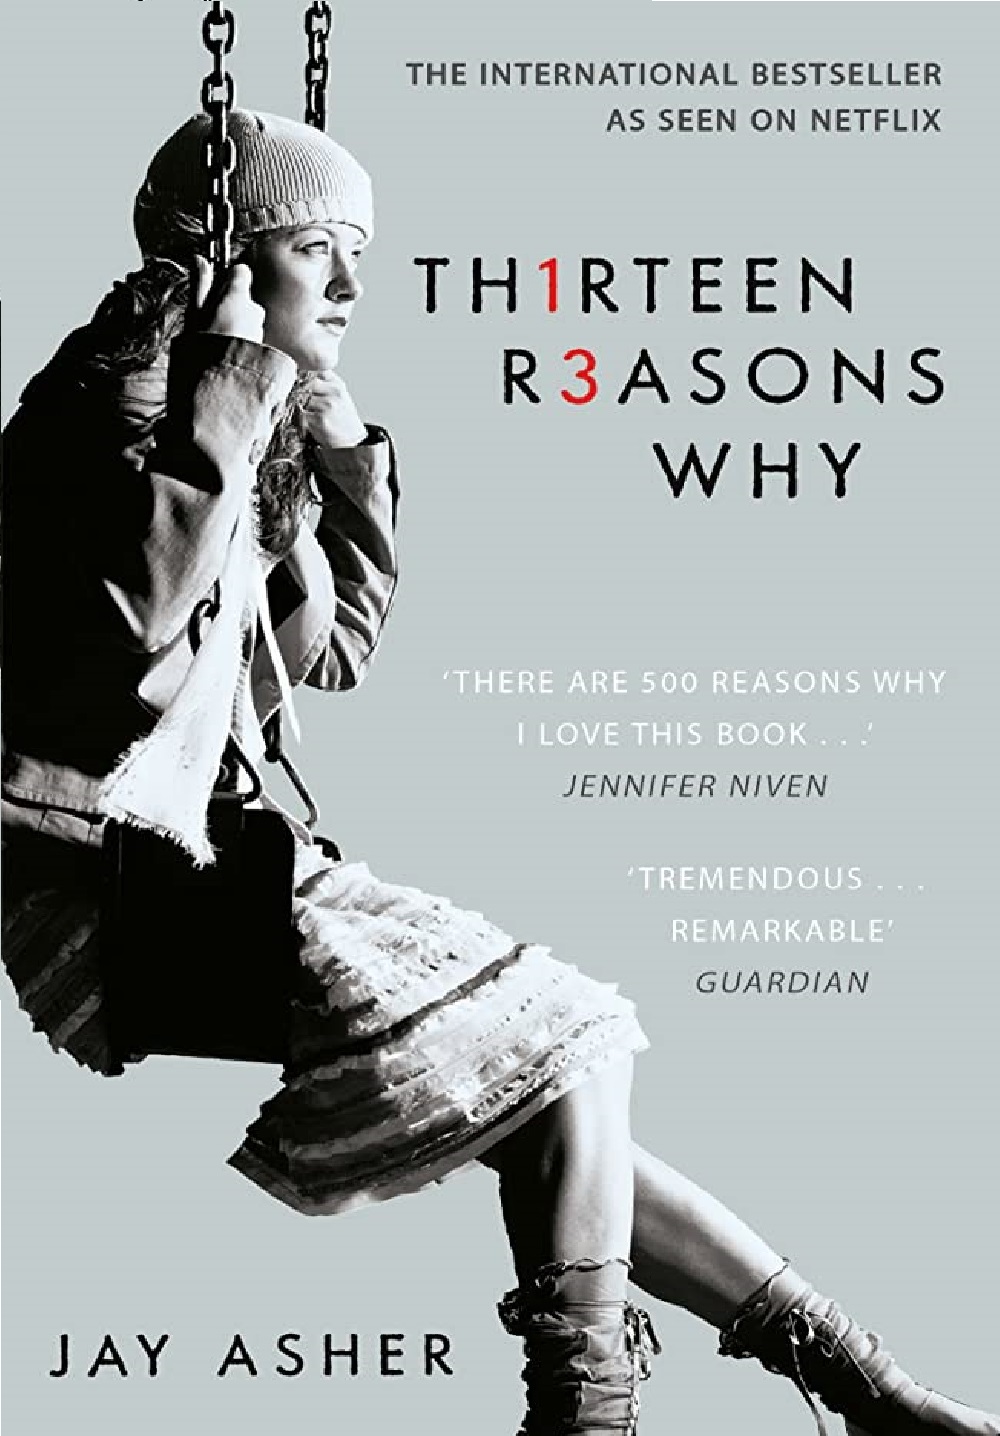 THE INTERNATIONAL BESTSELLER
AS SEEN ON NETFLIX
TH1RTEEN
R3ASONS
WHY
‘THERE ARE 500 REASONS WHY
I LOVE THIS BOOK . . .’
JENNIFER NIVEN
‘TREMENDOUS . . .
REMARKABLE’
GUARDIAN
JAY ASHER